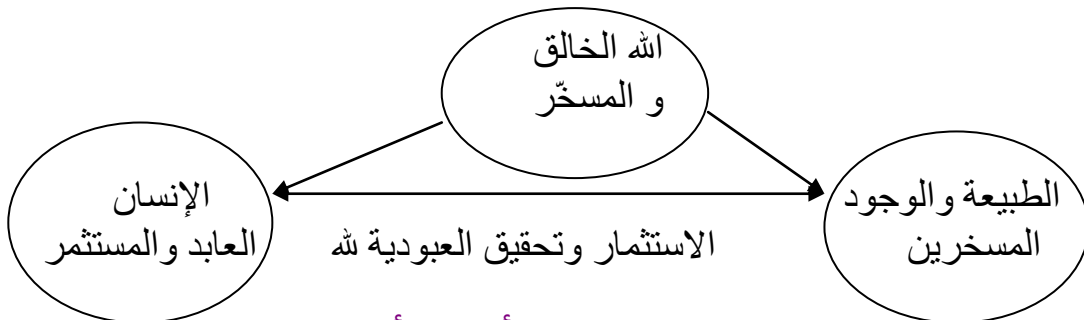 الله الخالق
و المسخّر
الإنسان
العابد والمستثمر
الطبيعة والوجود
المسخرين
الاستثمار وتحقيق العبودية لله